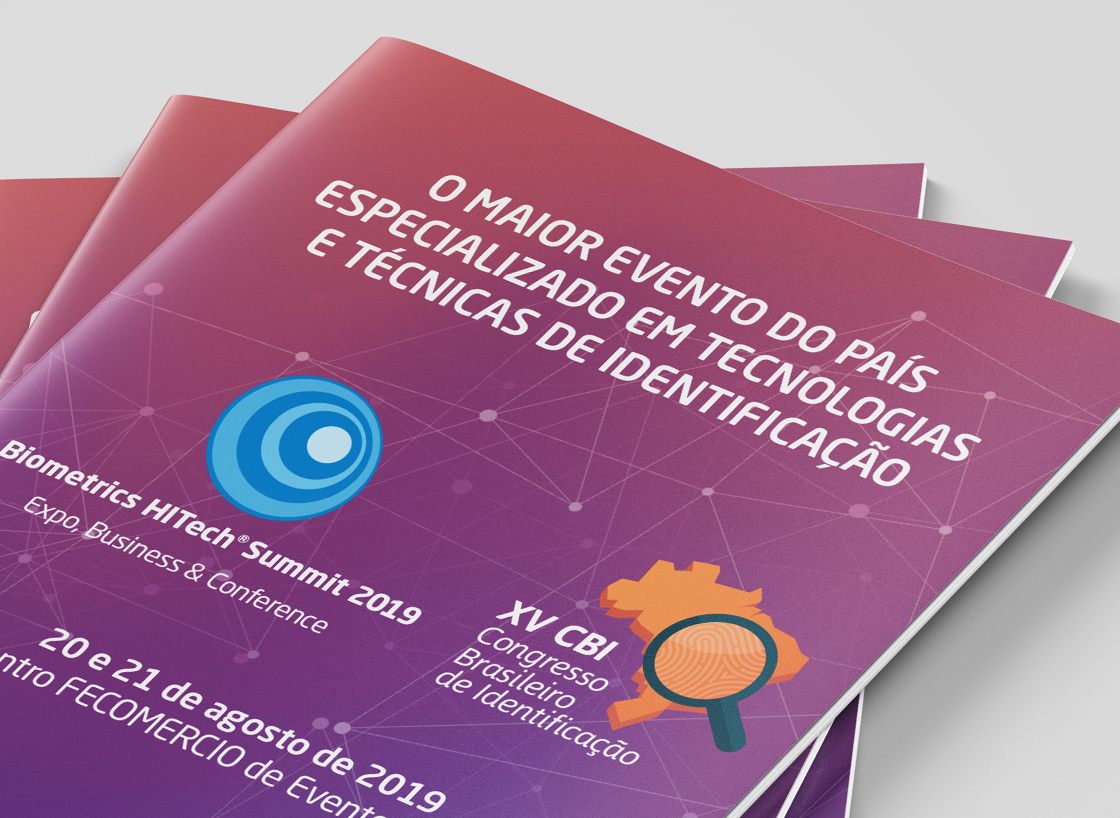 O MAIOR EVENTO DO PAÍS
ESPECIALIZADO EM TECNOLOGIAS
E TÉCNICAS DE IDENTIFICAÇÃO
Biometrics HITech® Summit 2019
Expo, Business & Conference
XV CBI
Congresso
Brasileiro
de Identificação
20 e 21 de agosto de 2019
FECOMERCIO de